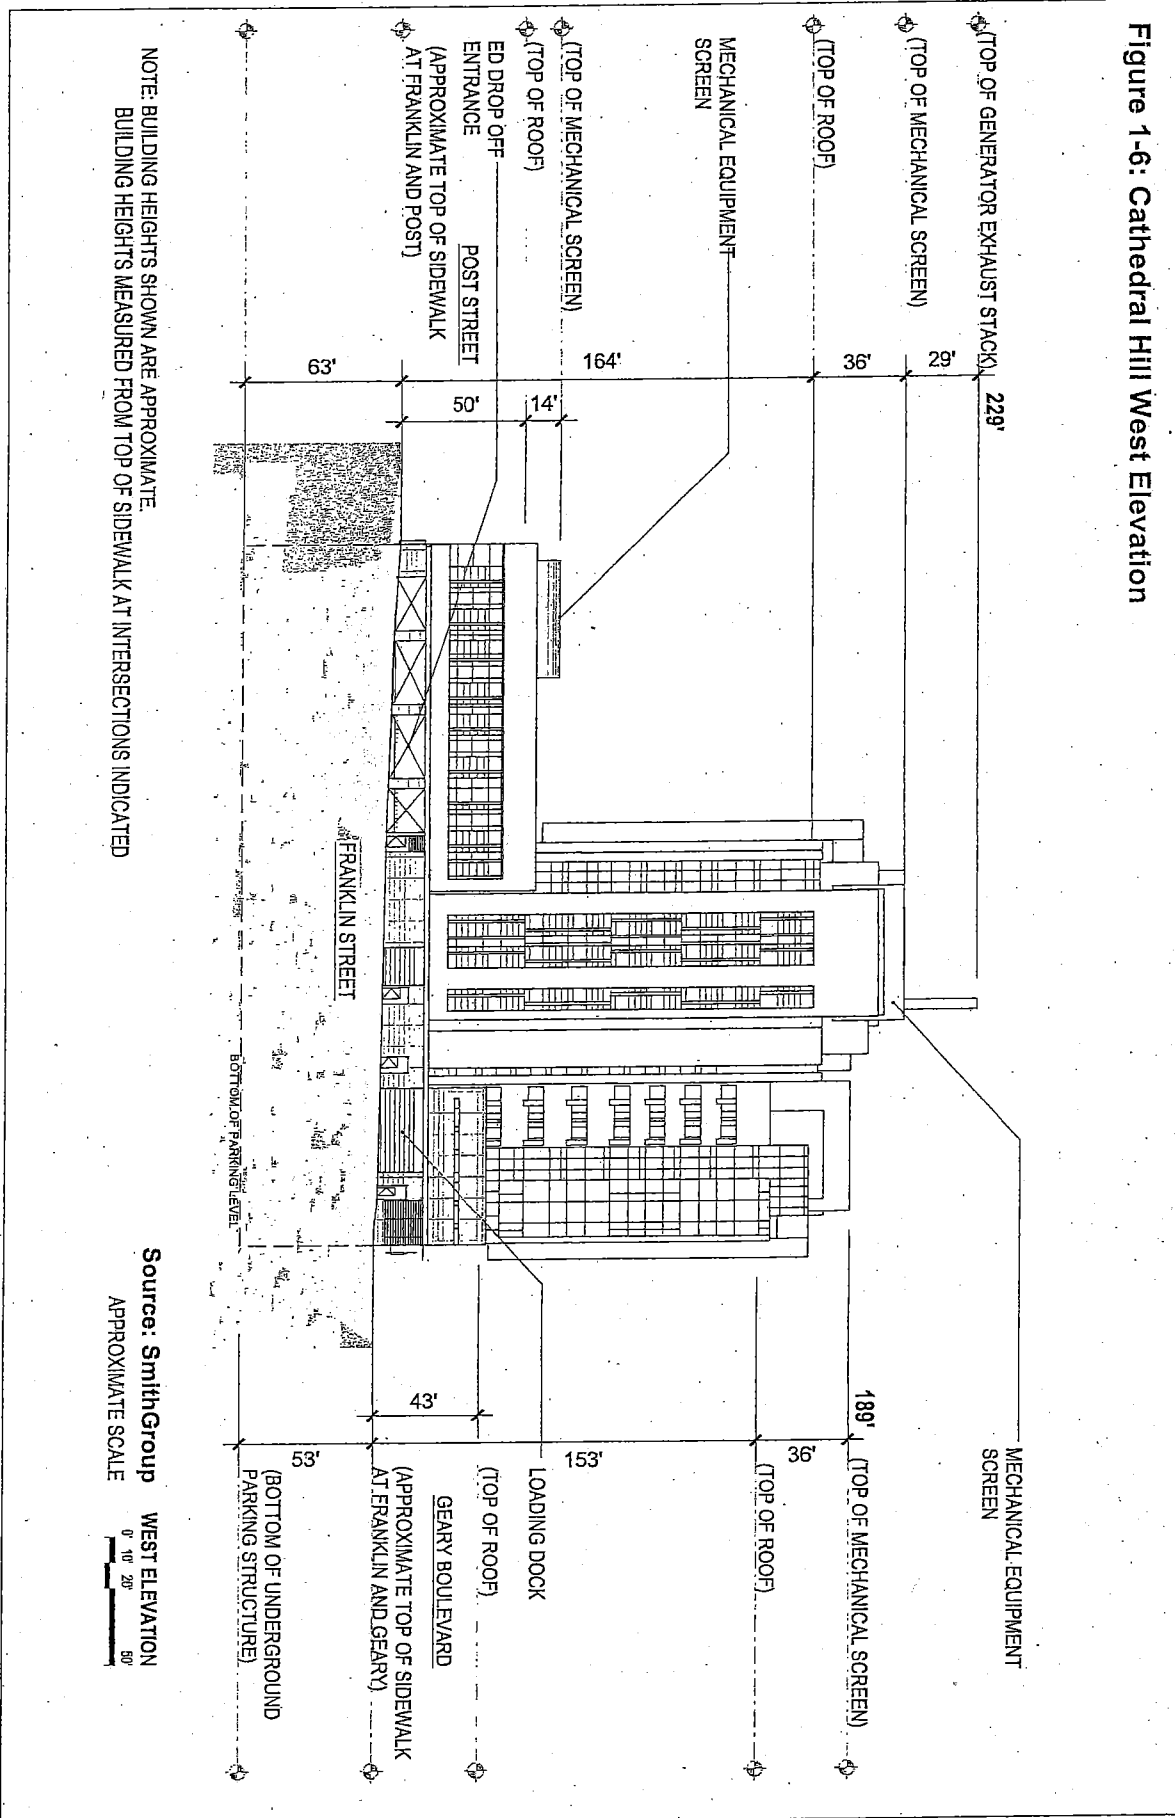 Figure 1-6: Cathedral Hill West Elevation
(TOP OF GENERATOR EXHAUST STACK)
229'
29'
(TOP OF MECHANICAL SCREEN)
36'
(TOP OF ROOF)
164'
MECHANICAL EQUIPMENT
SCREEN
(TOP OF MECHANICAL SCREEN)
14'
(TOP OF ROOF)
50'
ED DROP OFF
ENTRANCE
POST STREET
(APPROXIMATE TOP OF SIDEWALK
AT FRANKLIN AND POST)
63'
FRANKLIN STREET
BOTTOM OF PARKING LEVEL
MECHANICAL EQUIPMENT
SCREEN
189'
(TOP OF MECHANICAL SCREEN)
36'
(TOP OF ROOF)
153'
LOADING DOCK
(TOP OF ROOF)
43'
GEARY BOULEVARD
(APPROXIMATE TOP OF SIDEWALK
AT FRANKLIN AND GEARY)
53'
(BOTTOM OF UNDERGROUND
PARKING STRUCTURE)
NOTE: BUILDING HEIGHTS SHOWN ARE APPROXIMATE.
BUILDING HEIGHTS MEASURED FROM TOP OF SIDEWALK AT INTERSECTIONS INDICATED
Source: SmithGroup
APPROXIMATE SCALE
WEST ELEVATION
0' 10' 20' 50'